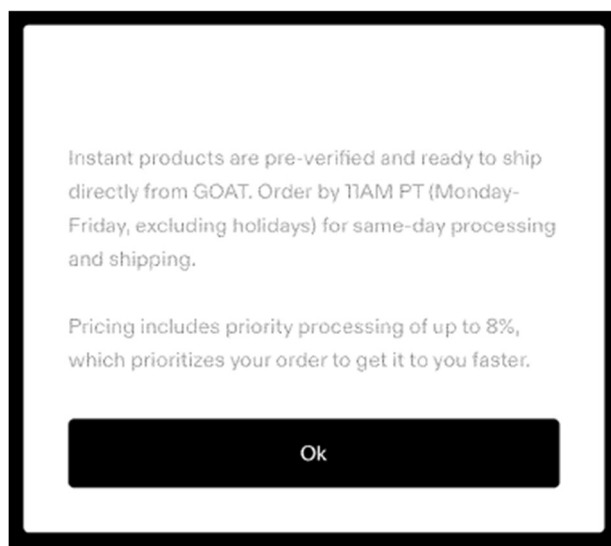 Instant products are pre-verified and ready to ship
directly from GOAT. Order by 11AM PT (Monday-
Friday, excluding holidays) for same-day processing
and shipping.
Pricing includes priority processing of up to 8%,
which prioritizes your order to get it to you faster.
Ok